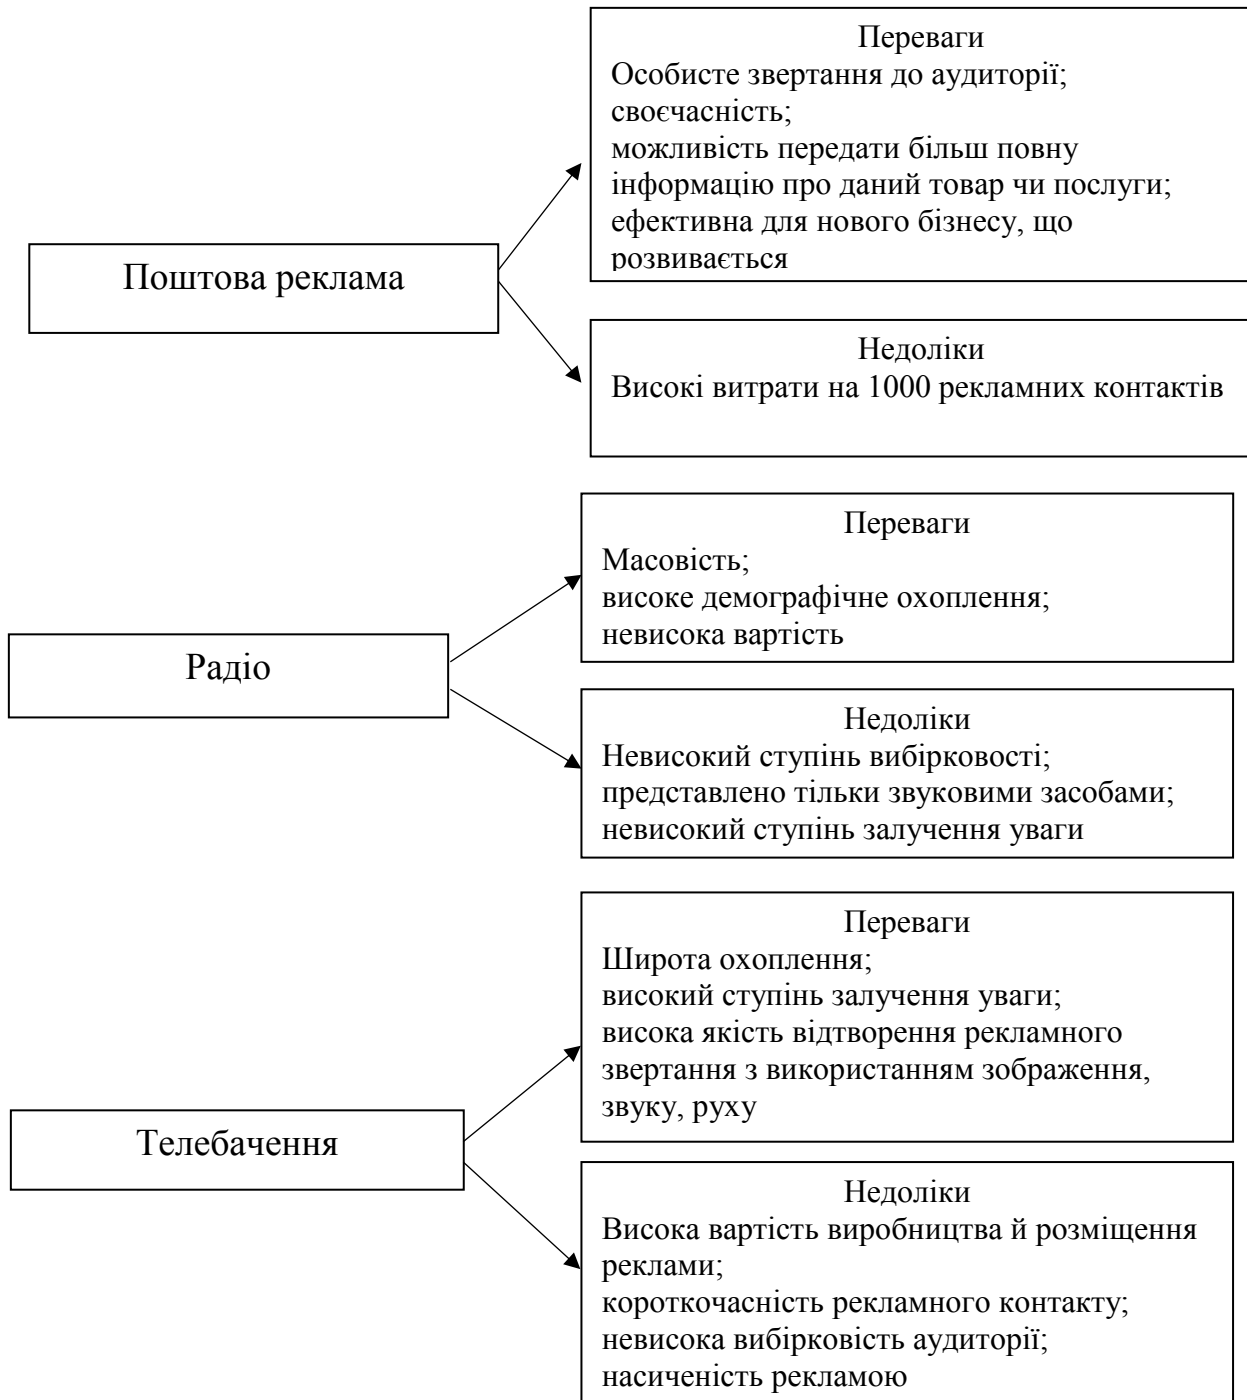 Переваги
Особисте звертання до аудиторії;
своєчасність;
можливість передати більш повну
інформацію про даний товар чи послуги;
ефективна для нового бізнесу, що
розвивається
Поштова реклама
Недоліки
Високі витрати на 1000 рекламних контактів
Переваги
Масовість;
високе демографічне охоплення;
невисока вартість
Радіо
Недоліки
Невисокий ступінь вибірковості;
представлено тільки звуковими засобами;
невисокий ступінь залучення уваги
Переваги
Широта охоплення;
високий ступінь залучення уваги;
висока якість відтворення рекламного
звертання з використанням зображення,
звуку, руху
Телебачення
Недоліки
Висока вартість виробництва й розміщення
реклами;
короткочасність рекламного контакту;
невисока вибірковість аудиторії;
насиченість рекламою